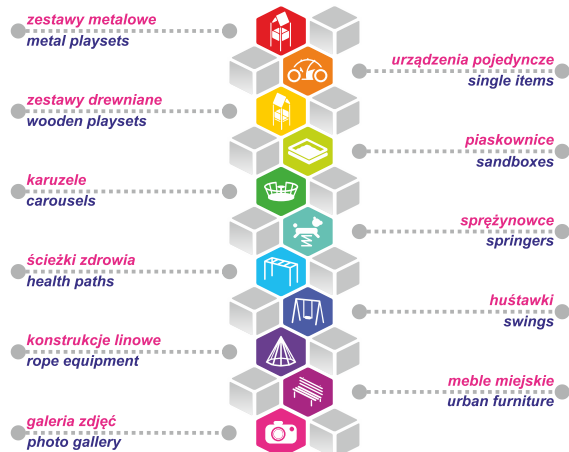 zestawy metalowe
metal playsets
urządzenia pojedyncze
single items
zestawy drewniane
wooden playsets
piaskownice
sandboxes
karuzele
carousels
sprężynowce
springers
ścieżki zdrowia
health paths
huśtawki
swings
konstrukcje linowe
rope equipment
meble miejskie
urban furniture
galeria zdjęć
photo gallery